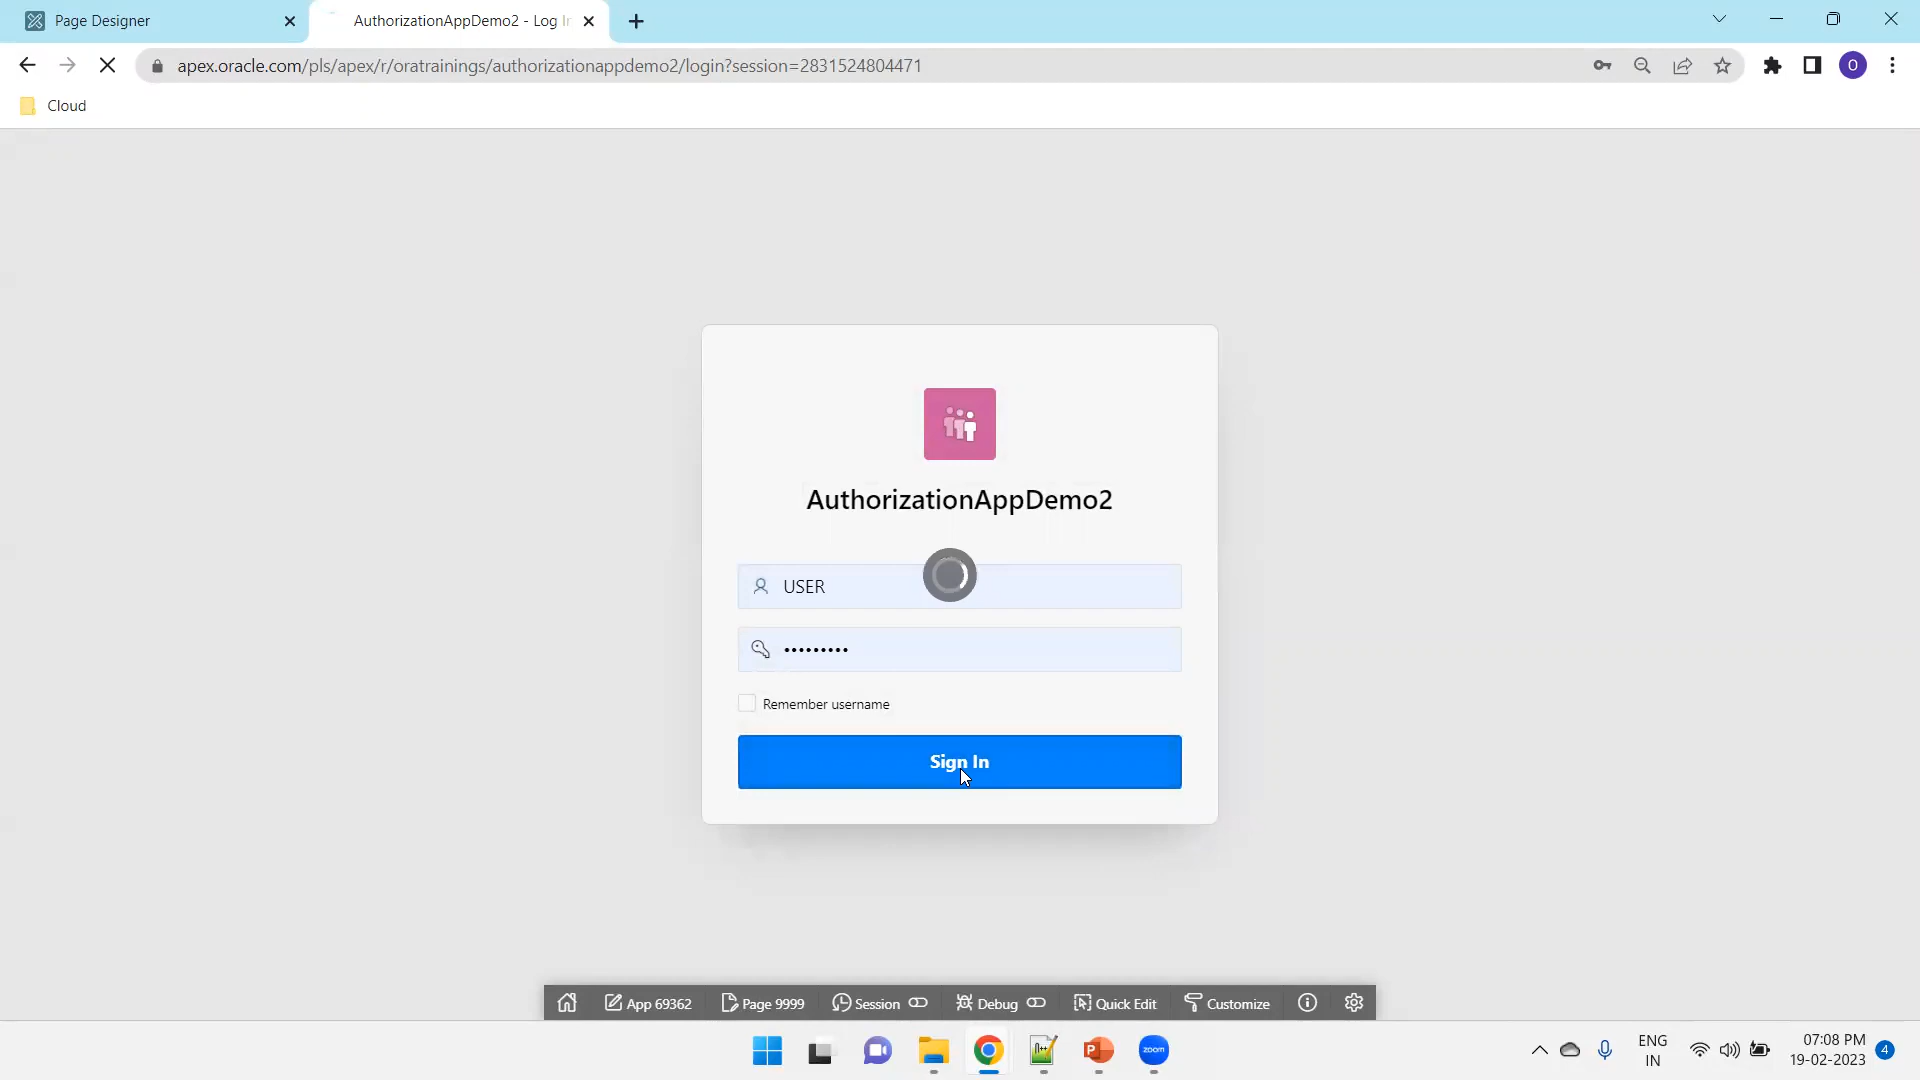 Page Designer
AuthorizationAppDemo2 - Log In
apex.oracle.com/pls/apex/r/oratrainings/authorizationappdemo2/login?session=2831524804471
O
Cloud
AuthorizationAppDemo2
USER
•••••••••
Remember username
Sign In
App 69362 Page 9999 Session Debug Quick Edit Customize
zoom
ENG
IN
07:08 PM
19-02-2023
4